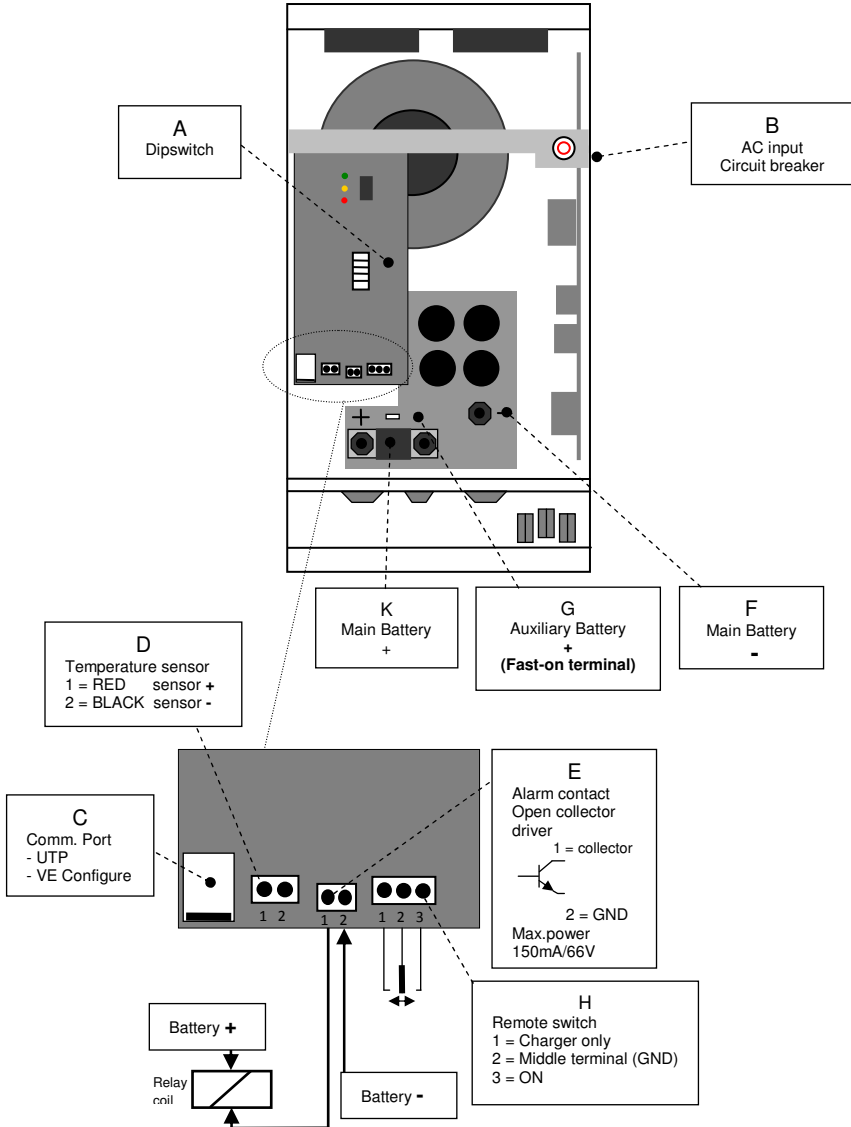 A
Dipswitch
B
AC input
Circuit breaker
+ -
-
K
Main Battery
+
G
Auxiliary Battery
+
(Fast-on terminal)
F
Main Battery
-
D
Temperature sensor
1 = RED sensor +
2 = BLACK sensor -
C
Comm. Port
- UTP
- VE Configure
E
Alarm contact
Open collector
driver
1 = collector
2 = GND
Max.power
150mA/66V
1 2
1 2
1 2 3
H
Remote switch
1 = Charger only
2 = Middle terminal (GND)
3 = ON
Battery +
Relay
coil
Battery -